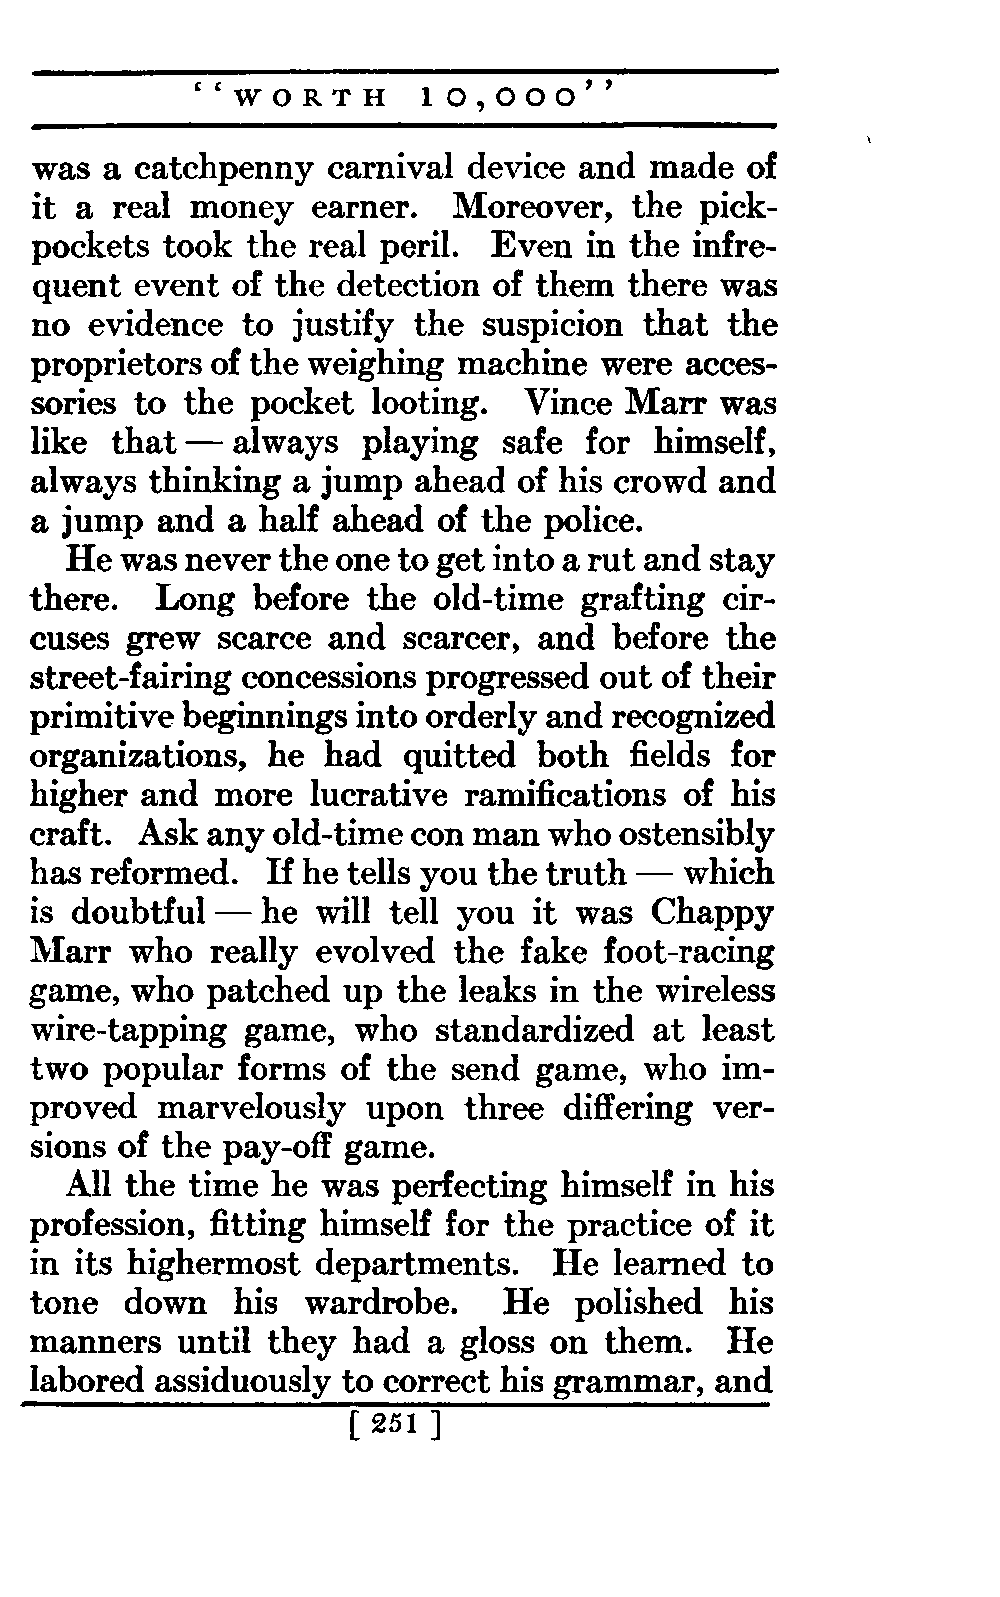 “WORTH 10,000”
was a catchpenny carnival device and made of
it a real money earner. Moreover, the pick-
pockets took the real peril. Even in the infre-
quent event of the detection of them there was
no evidence to justify the suspicion that the
proprietors of the weighing machine were acces-
sories to the pocket looting. Vince Marr was
like that — always playing safe for himself,
always thinking a jump ahead of his crowd and
a jump and a half ahead of the police.
He was never the one to get into a rut and stay
there. Long before the old-time grafting cir-
cuses grew scarce and scarcer, and before the
street-fairing concessions progressed out of their
primitive beginnings into orderly and recognized
organizations, he had quitted both fields for
higher and more lucrative ramifications of his
craft. Ask any old-time con man who ostensibly
has reformed. If he tells you the truth — which
is doubtful — he will tell you it was Chappy
Marr who really evolved the fake foot-racing
game, who patched up the leaks in the wireless
wire-tapping game, who standardized at least
two popular forms of the send game, who im-
proved marvelously upon three differing ver-
sions of the pay-off game.
All the time he was perfecting himself in his
profession, fitting himself for the practice of it
in its highermost departments. He learned to
tone down his wardrobe. He polished his
manners until they had a gloss on them. He
labored assiduously to correct his grammar, and
[ 251 ]